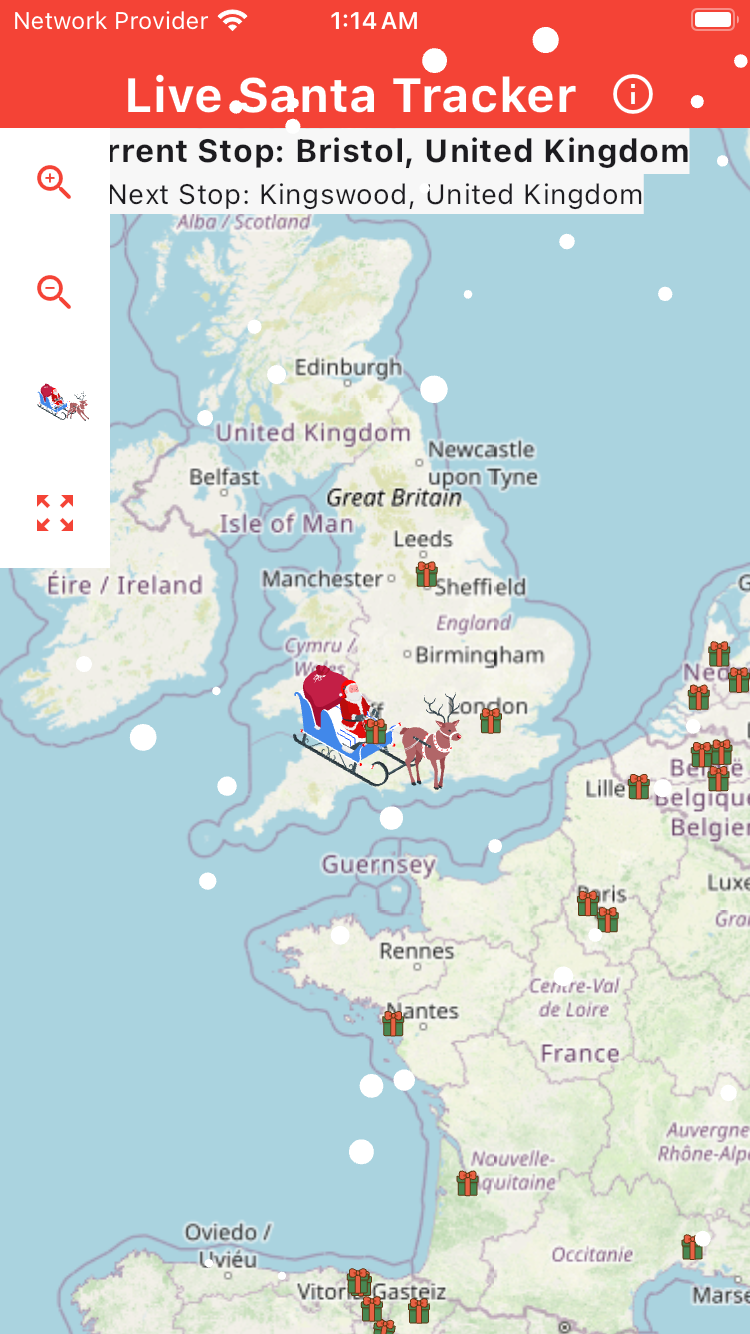 Network Provider
1:14 AM
Live Santa Tracker
rrent Stop: Bristol, United Kingdom
Next Stop: Kingswood, United Kingdom
Alba / Scotland
Edinburgh
United Kingdom
Newcastle
upon Tyne
Belfast
Great Britain
Isle of Man
Leeds
Manchester
Sheffield
Éire / Ireland
England
Cymru /
Wales
Birmingham
London
Lille
België
Belgique
Belgien
Guernsey
Paris
Luxe
Rennes
Centre-Val
de Loire
Nantes
France
Auvergne
Rhône-Alp
Nouvelle-
Aquitaine
Oviedo /
Uviéu
Occitanie
Gasteiz
Marse